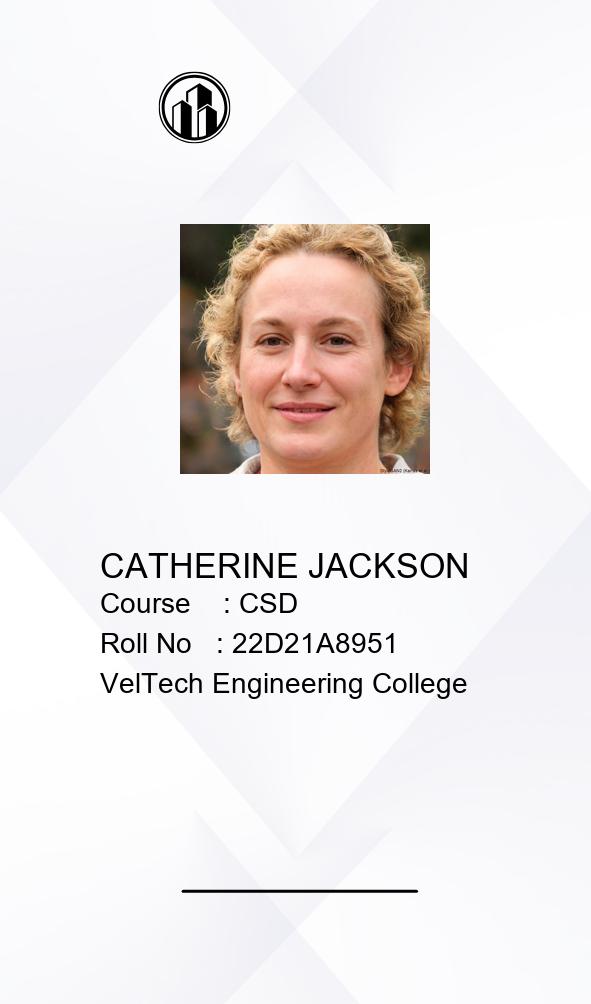 CATHERINE JACKSON
Course : CSD
Roll No : 22D21A8951
VelTech Engineering College